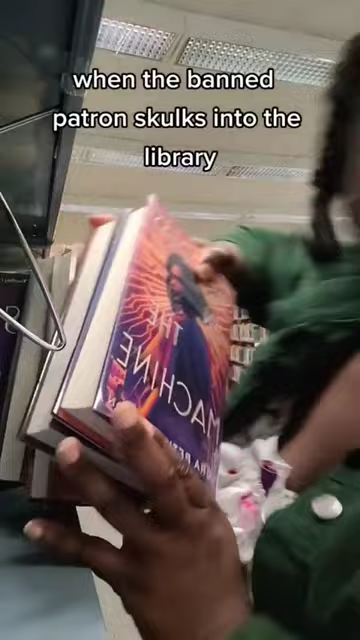 when the banned
patron skulks into the
library
THE
MACHINE